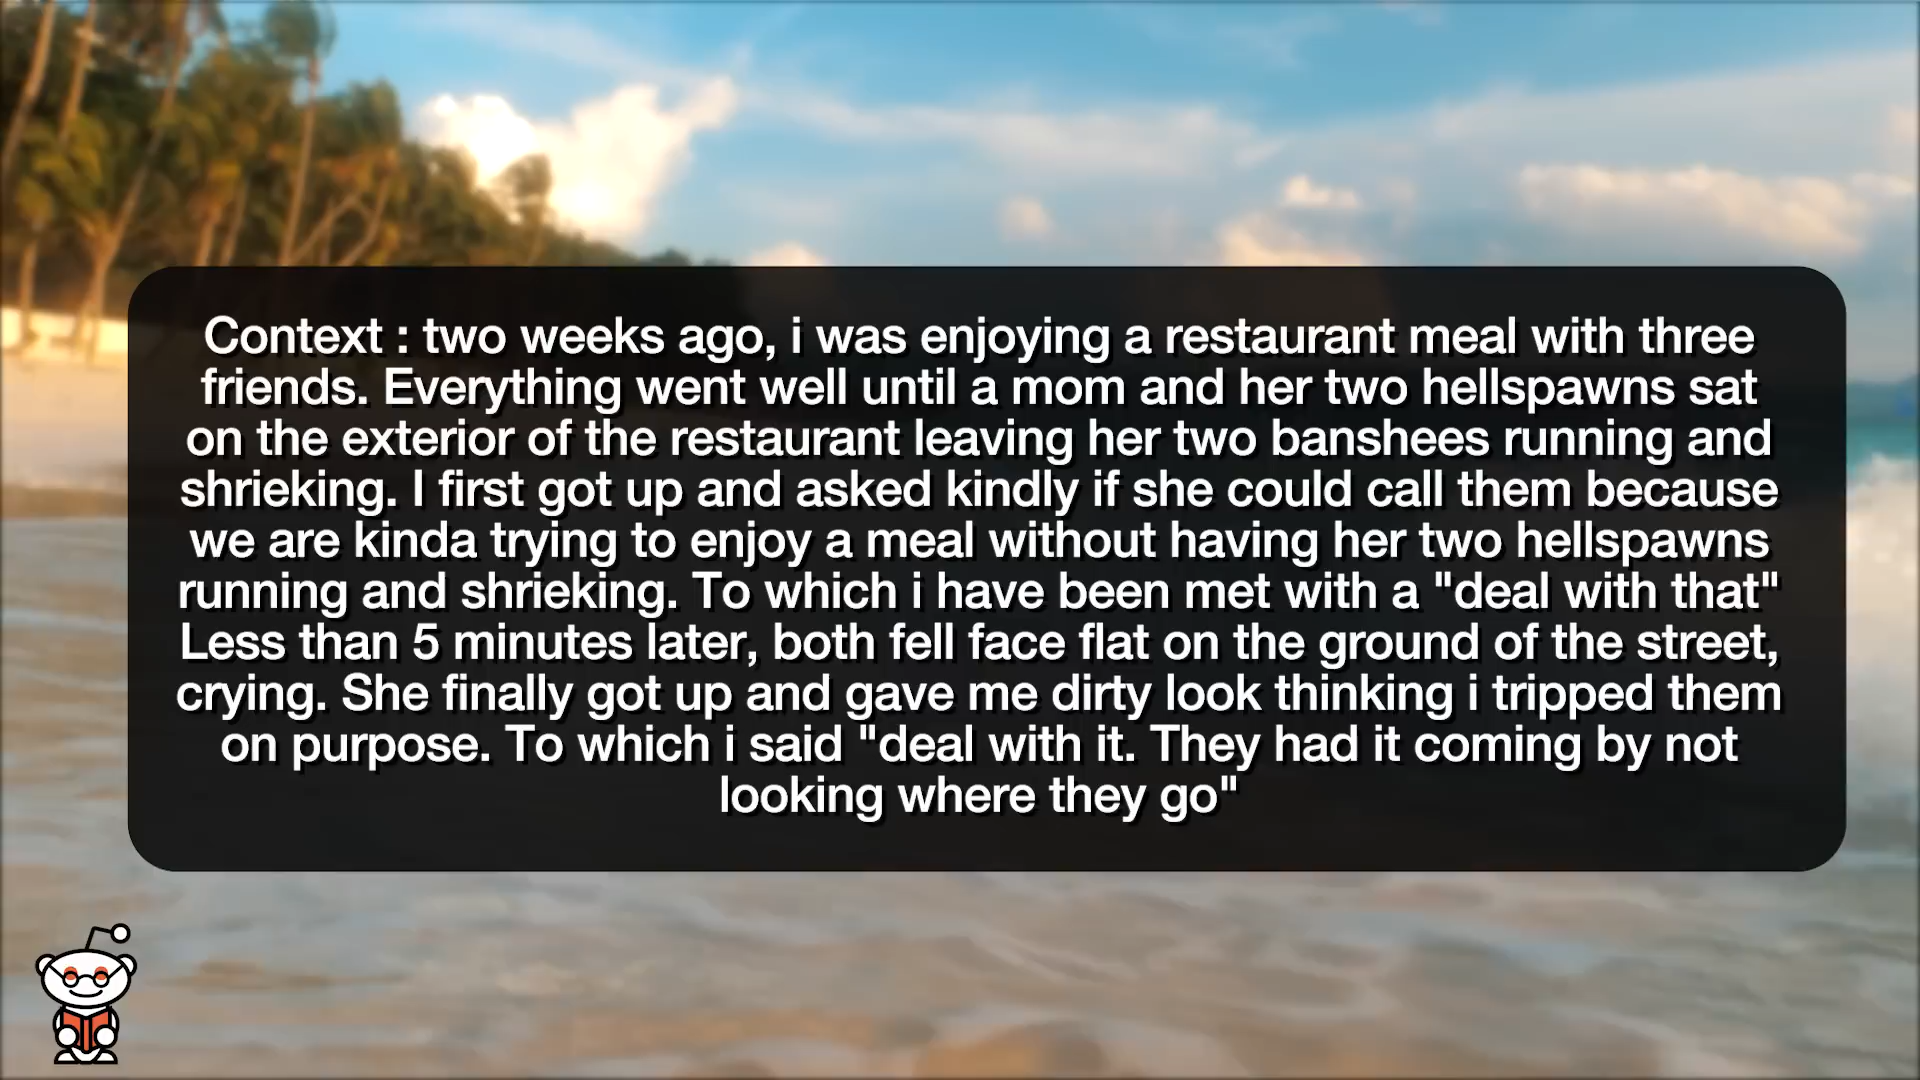 Context : two weeks ago, i was enjoying a restaurant meal with three
friends. Everything went well until a mom and her two hellspawns sat
on the exterior of the restaurant leaving her two banshees running and
shrieking. I first got up and asked kindly if she could call them because
we are kinda trying to enjoy a meal without having her two hellspawns
running and shrieking. To which i have been met with a "deal with that"
Less than 5 minutes later, both fell face flat on the ground of the street,
crying. She finally got up and gave me dirty look thinking i tripped them
on purpose. To which i said "deal with it. They had it coming by not
looking where they go"